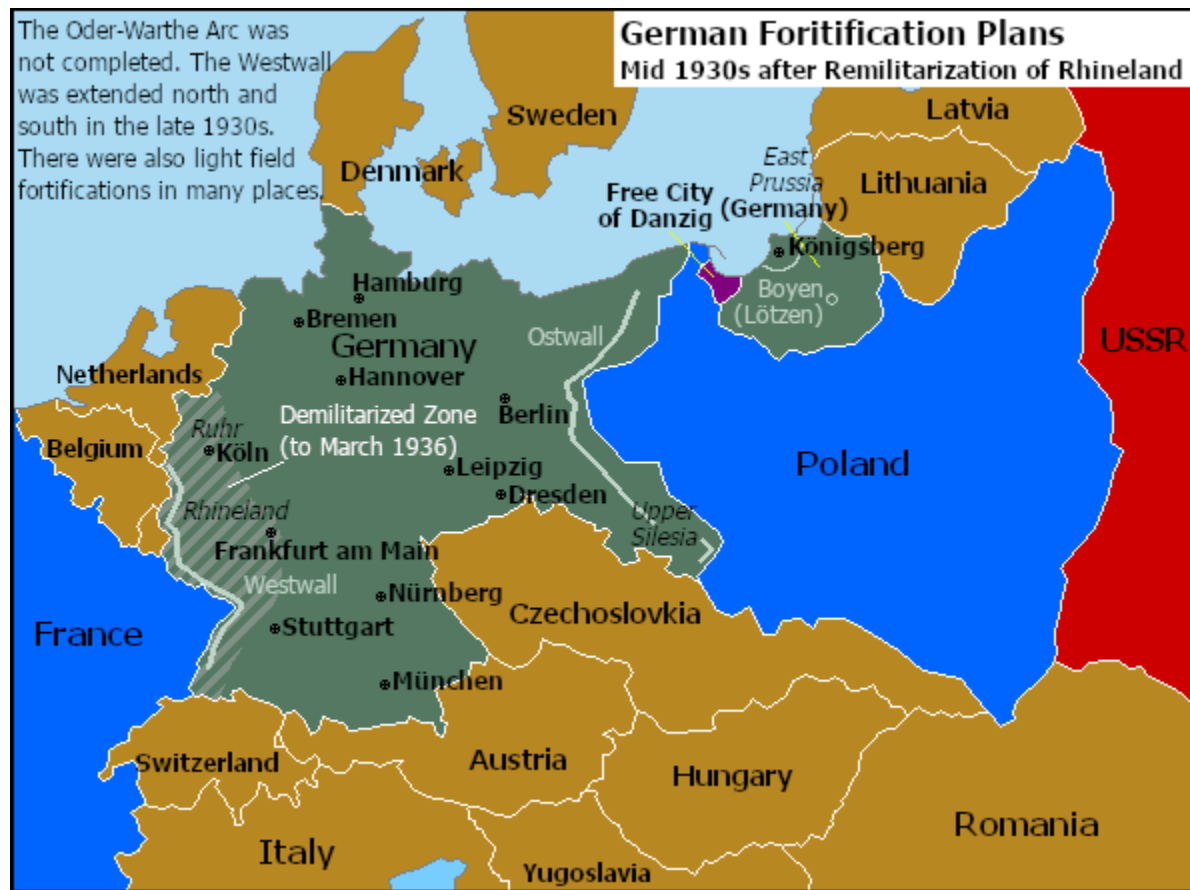 The Oder-Warthe Arc was
not completed. The Westwall
was extended north and
south in the late 1930s.
There were also light field
fortifications in many places.
German Foritification Plans
Mid 1930s after Remilitarization of Rhineland
Sweden
Latvia
Denmark
East
Prussia
(Germany)
Lithuania
Free City
of Danzig
Königsberg
Hamburg
Boyen
(Lötzen)
Bremen
Germany
Ostwall
USSR
Netherlands
Hannover
Berlin
Demilitarized Zone
(to March 1936)
Ruhr
Köln
Belgium
Leipzig
Poland
Dresden
Rhineland
Upper
Silesia
Frankfurt am Main
Westwall
Nürnberg
Czechoslovkia
France
Stuttgart
München
Switzerland
Austria
Hungary
Romania
Italy
Yugoslavia